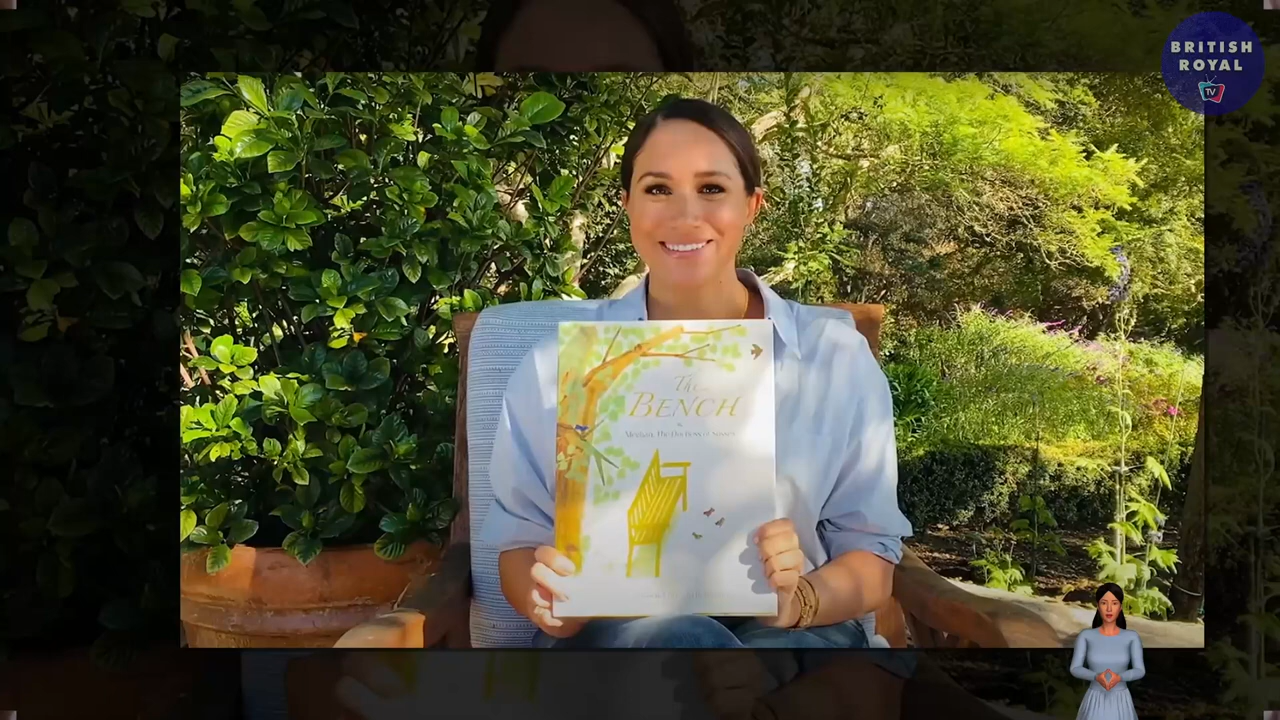 BRITISH
ROYAL
TV
The
BENCH
Meghan, The Duchess of Sussex